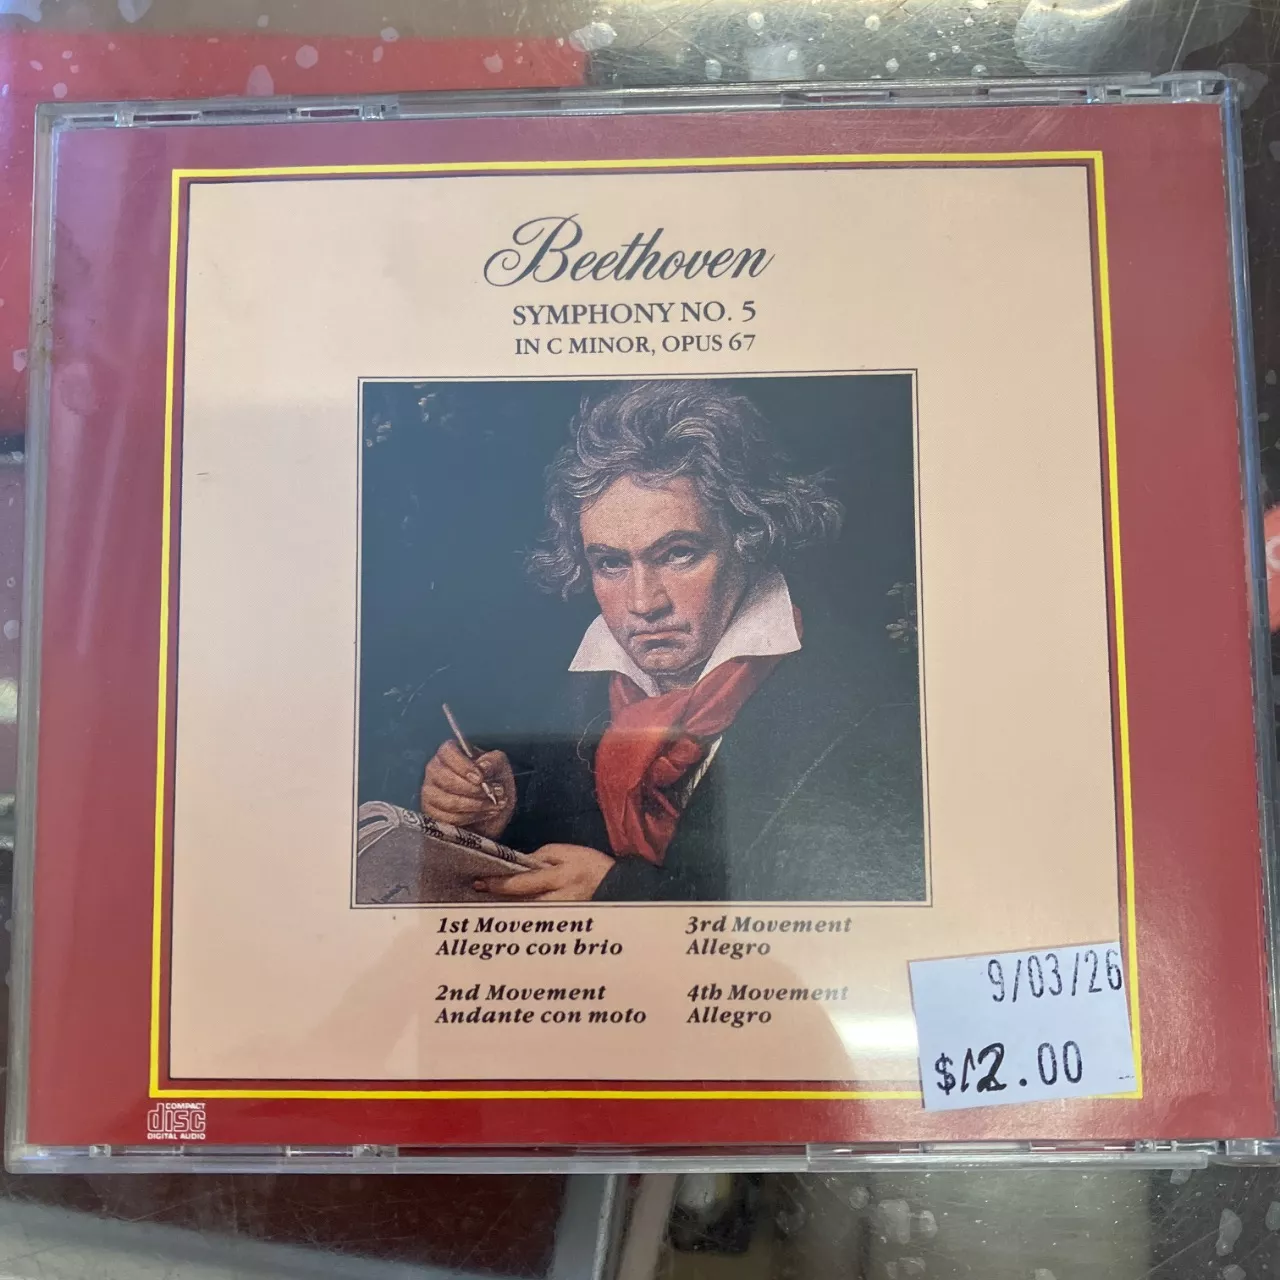 Beethoven
SYMPHONY NO. 5
IN C MINOR, OPUS 67
1st Movement
Allegro con brio
2nd Movement
Andante con moto
3rd Movement
Allegro
4th Movement
Allegro
9/03/26
$12.00
COMPACT
disc
DIGITAL AUDIO